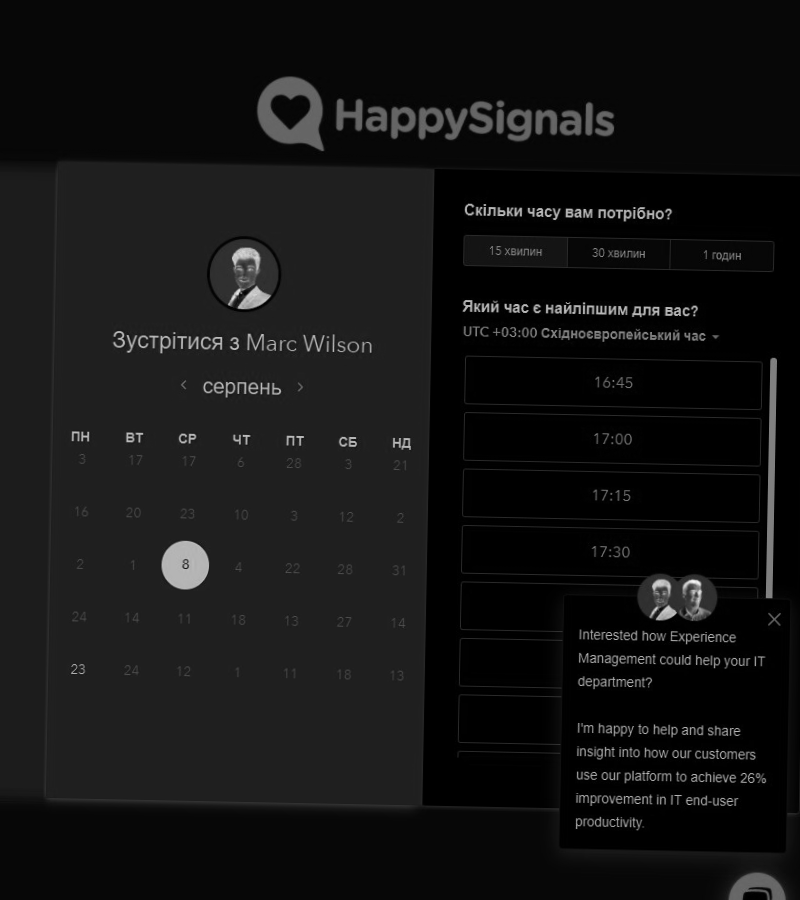 HappySignals
Зустрітися з Marc Wilson
серпень
ПН ВТ СР ЧТ ПТ СБ НД
3 17 17 6 28 3 21
16 20 23 10 3 12 2
2 1 8 4 22 28 31
24 14 11 18 13 27 14
23 24 12 1 11 18 13
Скільки часу вам потрібно?
15 хвилин 30 хвилин 1 годин
Який час є найліпшим для вас?
UTC +03:00 Східноєвропейський час
16:45
17:00
17:15
17:30
Interested how Experience
Management could help your IT
department?
I'm happy to help and share
insight into how our customers
use our platform to achieve 26%
improvement in IT end-user
productivity.